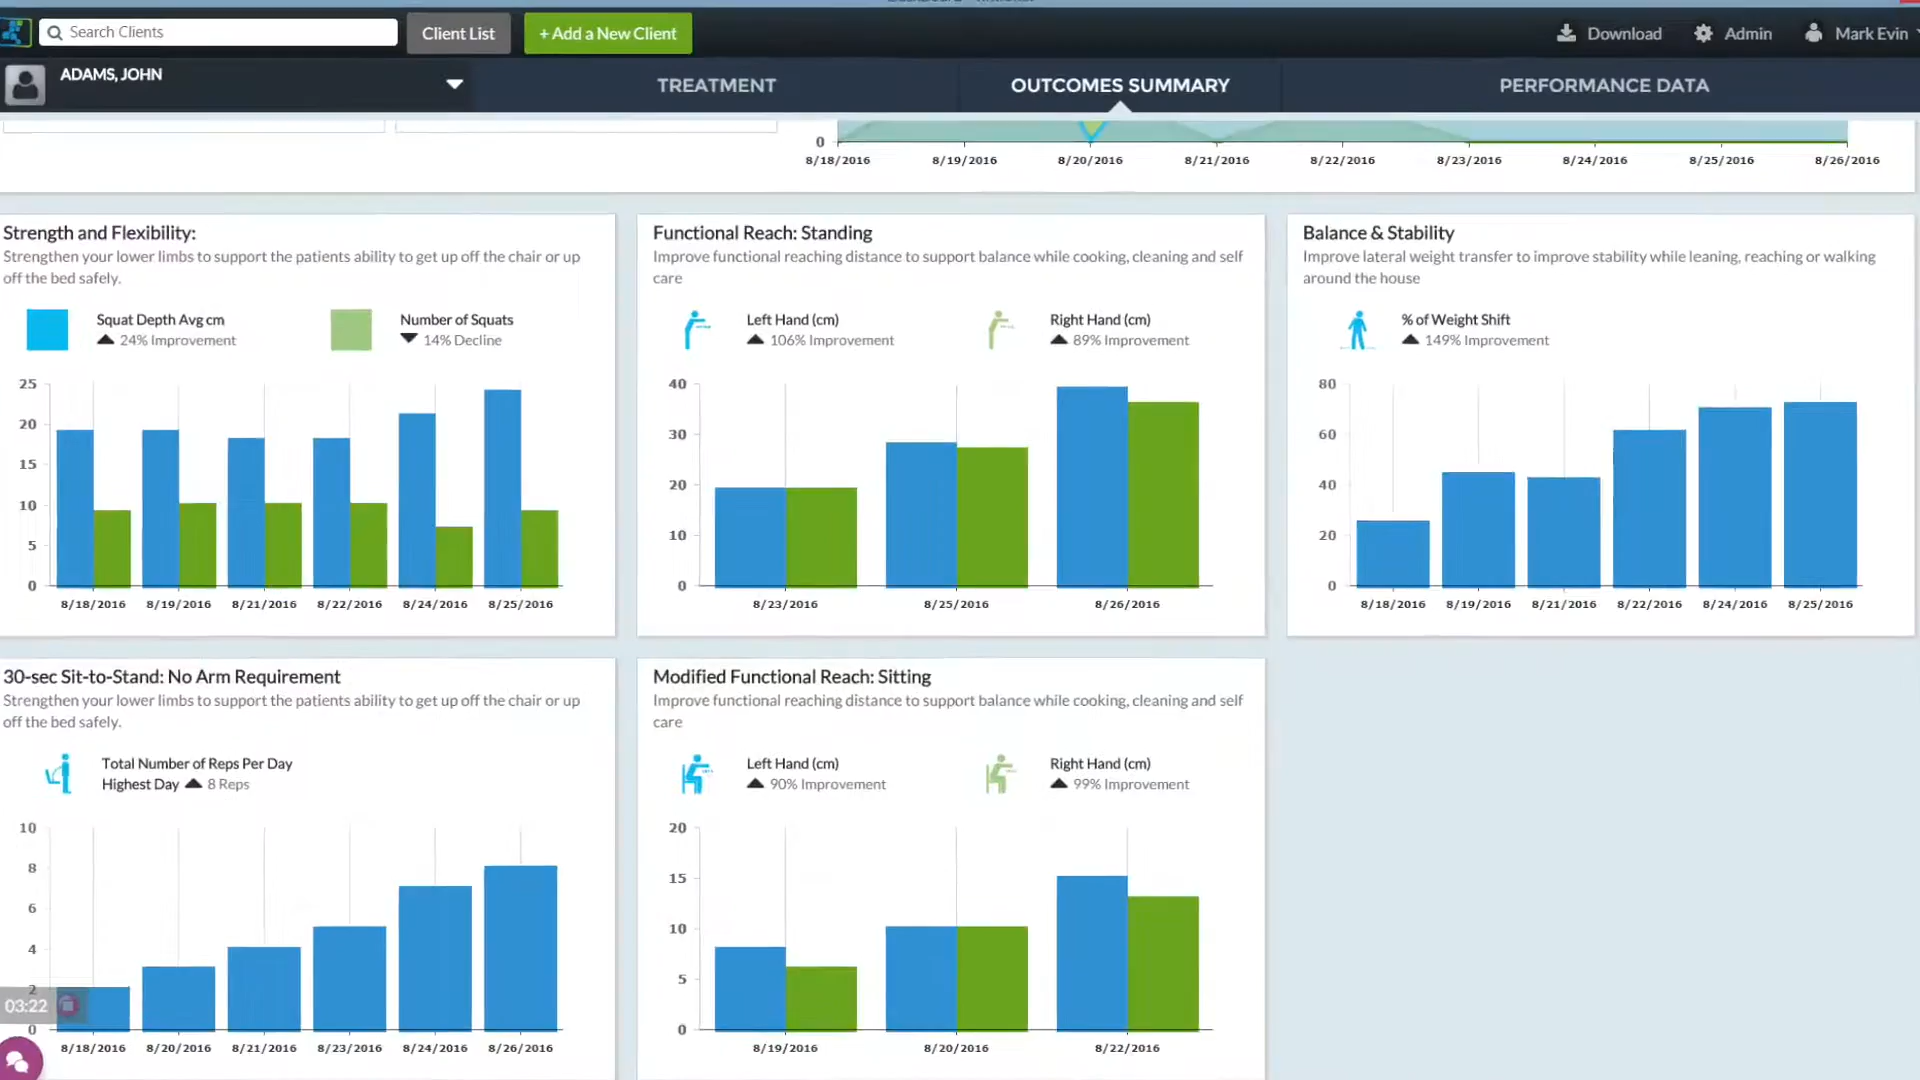 Search Clients
Client List
+ Add a New Client
Download
Admin
Mark Evin
ADAMS, JOHN
TREATMENT
OUTCOMES SUMMARY
PERFORMANCE DATA
0
8/18/2016 8/19/2016 8/20/2016 8/21/2016 8/22/2016 8/23/2016 8/24/2016 8/25/2016 8/26/2016
Strength and Flexibility:
Strengthen your lower limbs to support the patients ability to get up off the chair or up
off the bed safely.
Squat Depth Avg cm
24% Improvement
Number of Squats
14% Decline
25
20
15
10
5
0
8/18/2016 8/19/2016 8/21/2016 8/22/2016 8/24/2016 8/25/2016
Functional Reach: Standing
Improve functional reaching distance to support balance while cooking, cleaning and self
care
Left Hand (cm)
106% Improvement
Right Hand (cm)
89% Improvement
40
30
20
10
0
8/23/2016 8/25/2016 8/26/2016
Balance & Stability
Improve lateral weight transfer to improve stability while leaning, reaching or walking
around the house
% of Weight Shift
149% Improvement
80
60
40
20
0
8/18/2016 8/19/2016 8/21/2016 8/22/2016 8/24/2016 8/25/2016
30-sec Sit-to-Stand: No Arm Requirement
Strengthen your lower limbs to support the patients ability to get up off the chair or up
off the bed safely.
Total Number of Reps Per Day
Highest Day 8 Reps
10
8
6
4
2
0
8/18/2016 8/20/2016 8/21/2016 8/23/2016 8/24/2016 8/26/2016
03:22
Modified Functional Reach: Sitting
Improve functional reaching distance to support balance while cooking, cleaning and self
care
Left Hand (cm)
90% Improvement
Right Hand (cm)
99% Improvement
20
15
10
5
0
8/19/2016 8/20/2016 8/22/2016